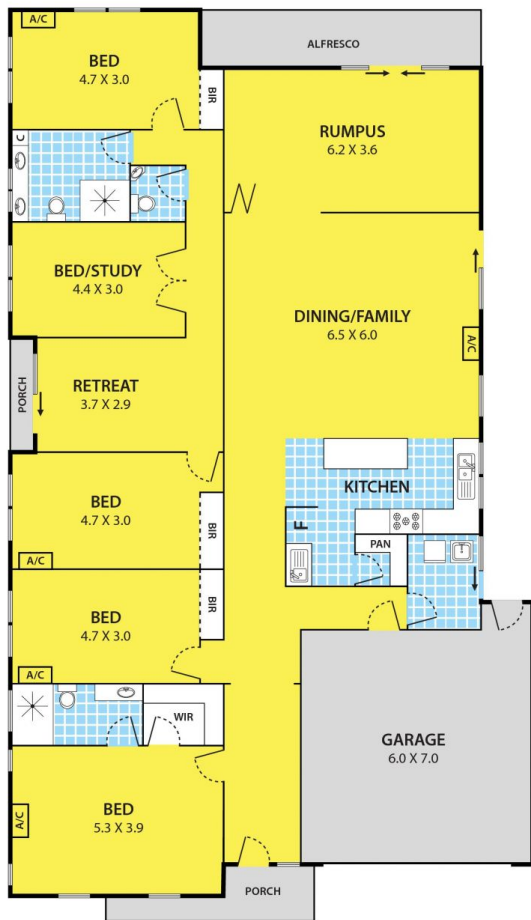 A/C
BED
4.7 X 3.0
BIR
ALFRESCO
RUMPUS
6.2 X 3.6
C
BED/STUDY
4.4 X 3.0
DINING/FAMILY
6.5 X 6.0
A/C
PORCH
RETREAT
3.7 X 2.9
KITCHEN
F
PAN
BED
4.7 X 3.0
BIR
A/C
BED
4.7 X 3.0
BIR
A/C
WIR
GARAGE
6.0 X 7.0
BED
5.3 X 3.9
A/C
PORCH